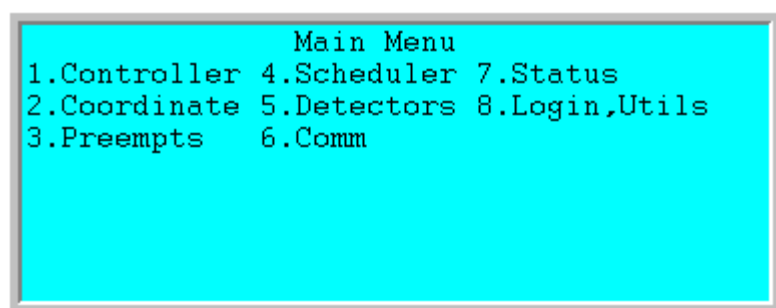 Main Menu
1.Controller 4.Scheduler 7.Status
2.Coordinate 5.Detectors 8.Login,Utils
3.Preempts 6.Comm